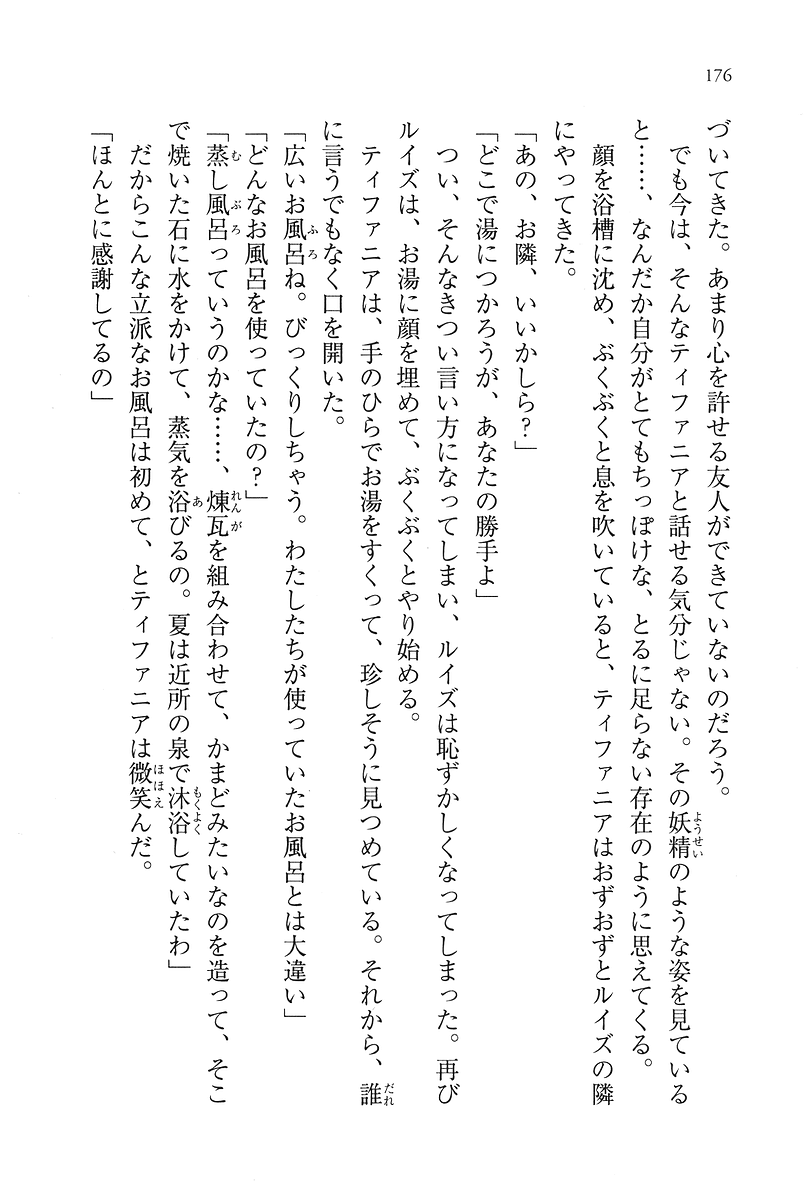 176
づいてきた。あまり心を許せる友人ができていないのだろう。
　でも今は、そんなティファニアと話せる気分じゃない。その妖精のような姿を見ている
と……、なんだか自分がとてもちっぽけな、とるに足らない存在のように思えてくる。
　顔を浴槽に沈め、ぶくぶくと息を吹いていると、ティファニアはおずおずとルイズの隣
にやってきた。
「あの、お隣、いいかしら?」
「どこで湯につかろうが、あなたの勝手よ」
　つい、そんなきつい言い方になってしまい、ルイズは恥ずかしくなってしまった。再び
ルイズは、お湯に顔を埋めて、ぶくぶくとやり始める。
　ティファニアは、手のひらでお湯をすくって、珍しそうに見つめている。それから、誰
に言うでもなく口を開いた。
「広いお風呂ね。びっくりしちゃう。わたしたちが使っていたお風呂とは大違い」
「どんなお風呂を使っていたの?」
「蒸し風呂っていうのかな……、煉瓦を組み合わせて、かまどみたいなのを造って、そこ
で焼いた石に水をかけて、蒸気を浴びるの。夏は近所の泉で沐浴していたわ」
　だからこんな立派なお風呂は初めて、とティファニアは微笑んだ。
「ほんとに感謝してるの」